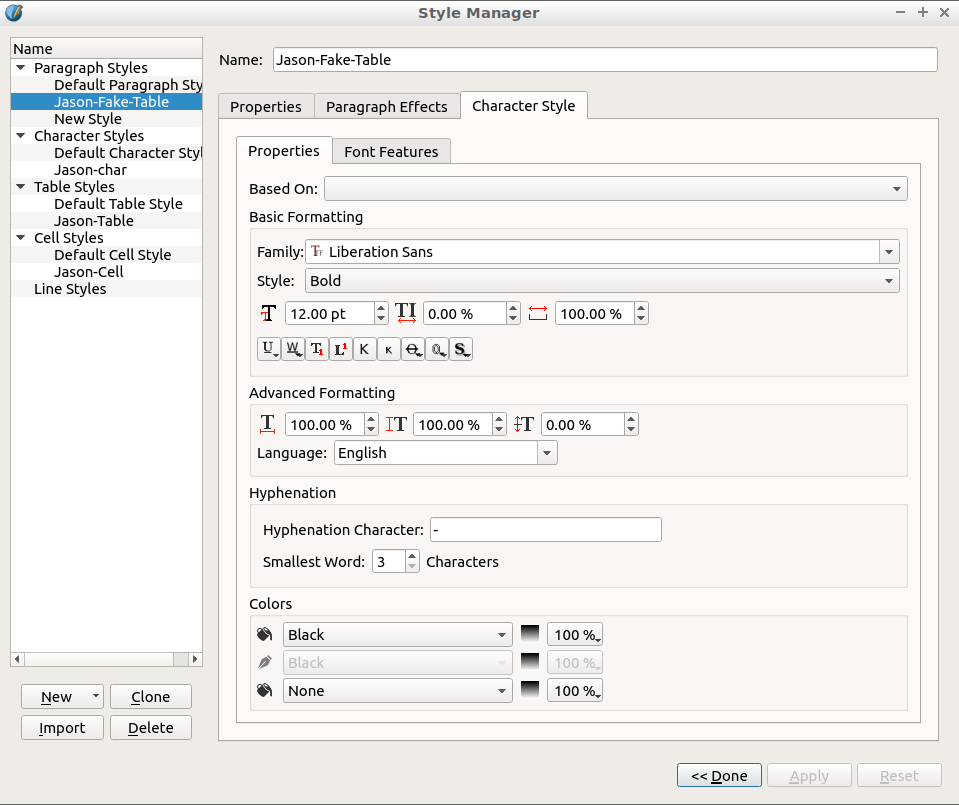 Style Manager
Name
Paragraph Styles
Default Paragraph Sty
Jason-Fake-Table
New Style
Character Styles
Default Character Styl
Jason-char
Table Styles
Default Table Style
Jason-Table
Cell Styles
Default Cell Style
Jason-Cell
Line Styles
New
Clone
Import
Delete
Name: Jason-Fake-Table
Properties Paragraph Effects Character Style
Properties Font Features
Based On:
Basic Formatting
Family: Liberation Sans
Style: Bold
12.00 pt 0.00 % 100.00 %
Advanced Formatting
100.00 % 100.00 % 0.00 %
Language: English
Hyphenation
Hyphenation Character: -
Smallest Word: 3 Characters
Colors
Black 100 %
Black 100 %
None 100 %
<< Done Apply Reset